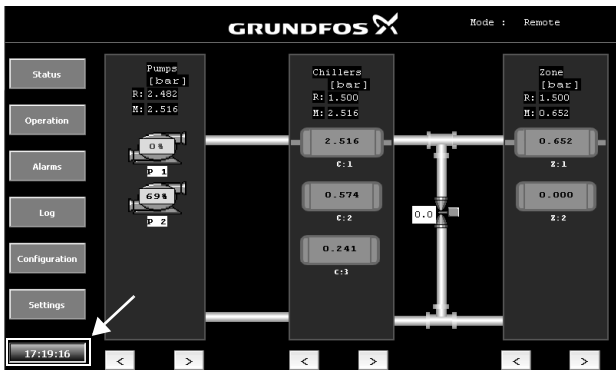 GRUNDFOS
Mode : Remote
Status
Operation
Alarms
Log
Configuration
Settings
17:19:16
Pumps
[bar]
R: 2.482
M: 2.516
0%
P 1
69%
P 2
< >
Chillers
[bar]
R: 1.500
M: 2.516
2.516
C:1
0.574
C:2
0.241
C:3
< >
0.0
Zone
[bar]
R: 1.500
M: 0.652
0.652
Z:1
0.000
Z:2
< >